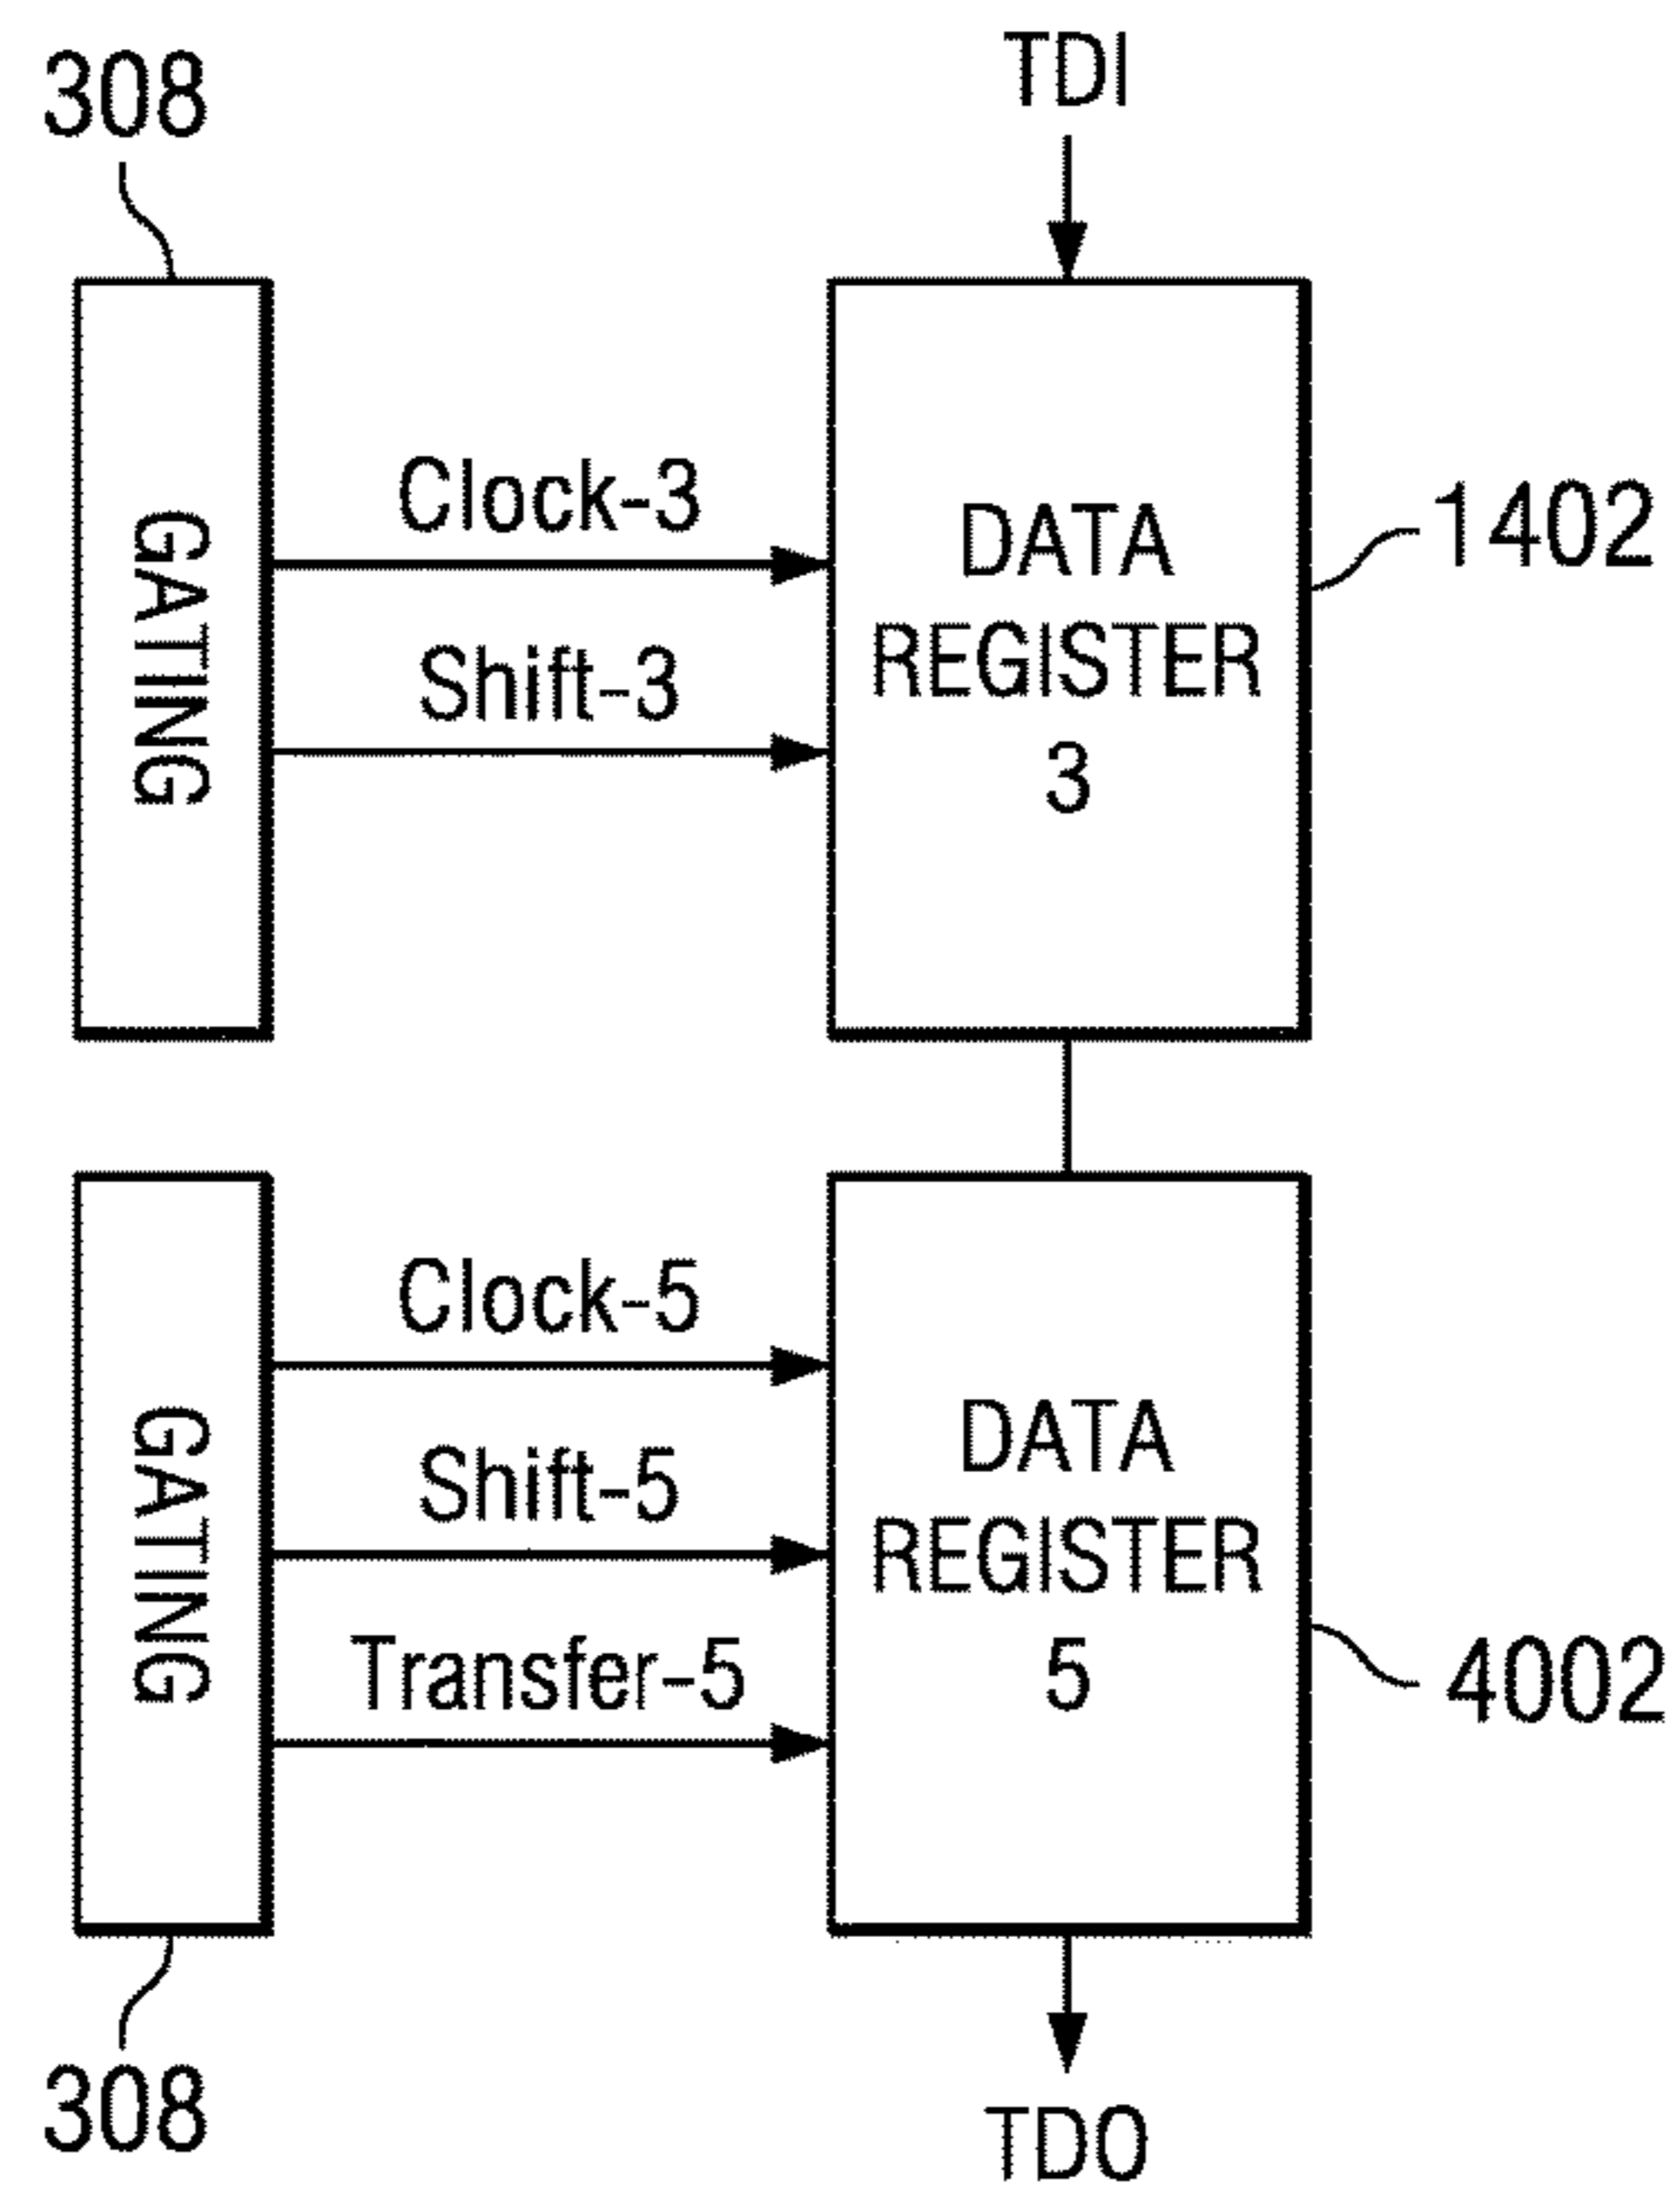 308
TDI
GATING
Clock-3
Shift-3
DATA
REGISTER
3
1402
GATING
Clock-5
Shift-5
Transfer-5
DATA
REGISTER
5
4002
308
TDO